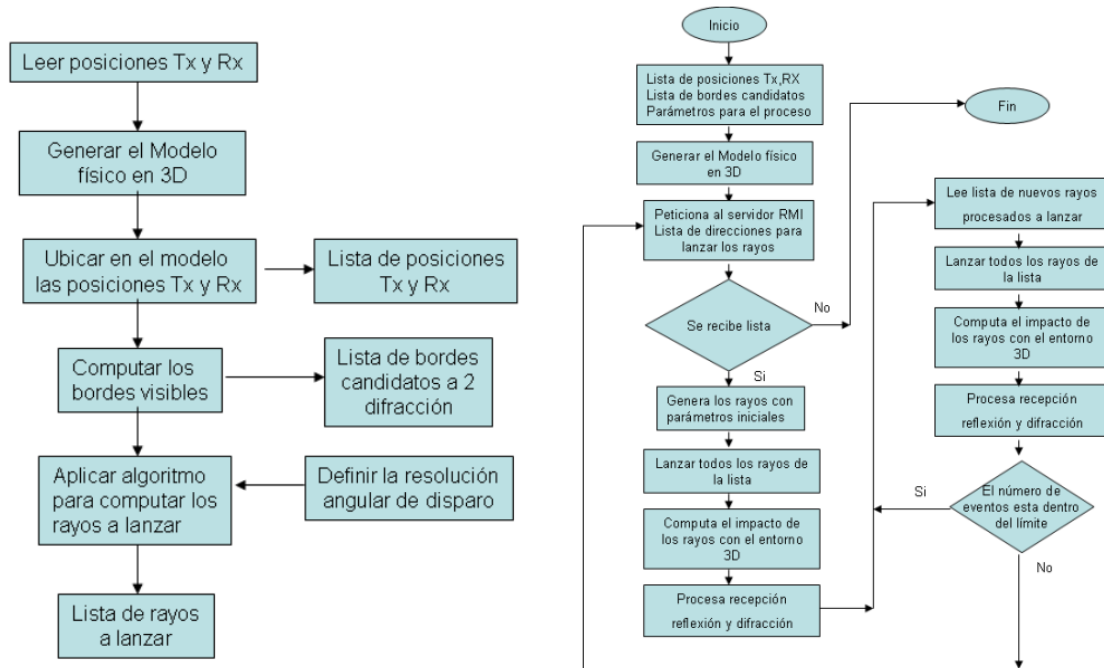 Leer posiciones Tx y Rx
Generar el Modelo
físico en 3D
Ubicar en el modelo
las posiciones Tx y Rx
Lista de posiciones
Tx y Rx
Computar los
bordes visibles
Lista de bordes
candidatos a 2
difracción
Aplicar algoritmo
para computar los
rayos a lanzar
Definir la resolución
angular de disparo
Lista de rayos
a lanzar
Inicio
Lista de posiciones Tx,RX
Lista de bordes candidatos
Parámetros para el proceso
Generar el Modelo físico
en 3D
Peticiona al servidor RMI
Lista de direcciones para
lanzar los rayos
Se recibe lista
No
Fin
Si
Genera los rayos con
parámetros iniciales
Lanzar todos los rayos de
la lista
Computa el impacto de
los rayos con el entorno
3D
Procesa recepción
reflexión y difracción
Lee lista de nuevos rayos
procesados a lanzar
Lanzar todos los rayos de
la lista
Computa el impacto de
los rayos con el entorno
3D
Procesa recepción
reflexión y difracción
El número de
eventos esta dentro
del límite
Si
No